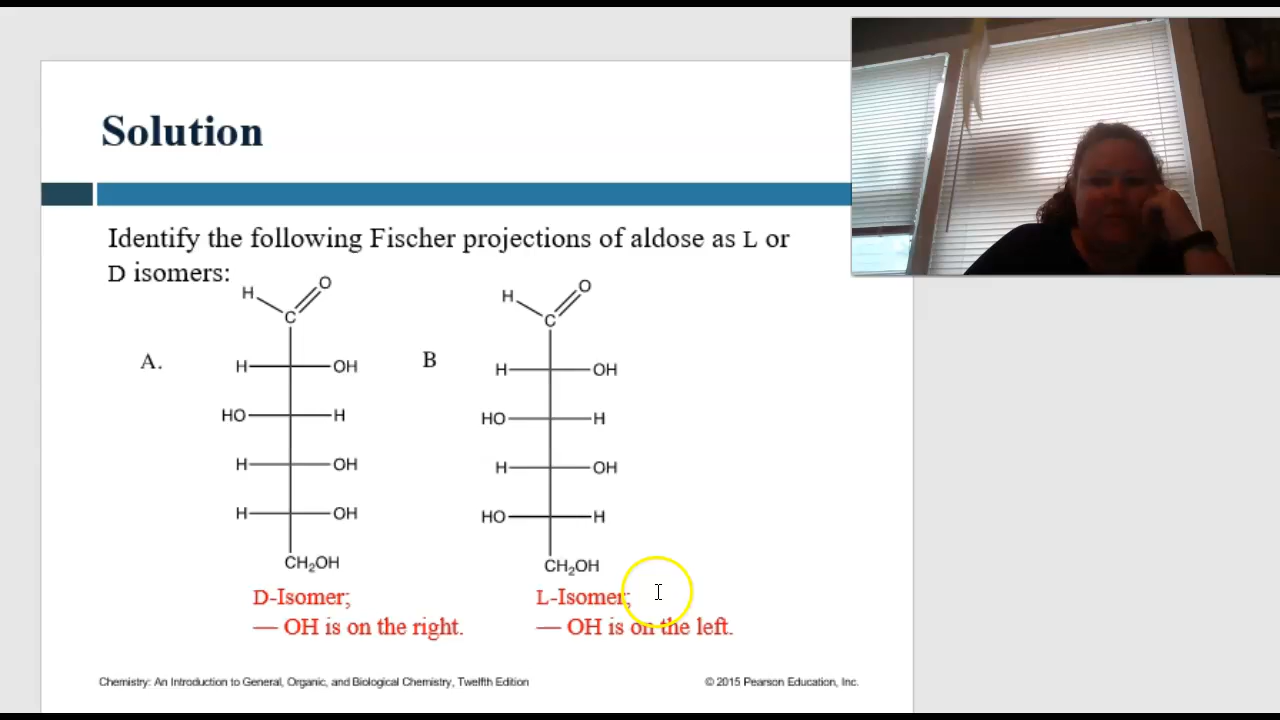 Solution
Identify the following Fischer projections of aldose as L or
D isomers:
H O
C
A.
H OH
HO H
H OH
H OH
CH₂OH
D-Isomer;
— OH is on the right.
B
H O
C
H OH
HO H
H OH
HO H
CH₂OH
L-Isomer;
— OH is on the left.
Chemistry: An Introduction to General, Organic, and Biological Chemistry, Twelfth Edition
© 2015 Pearson Education, Inc.